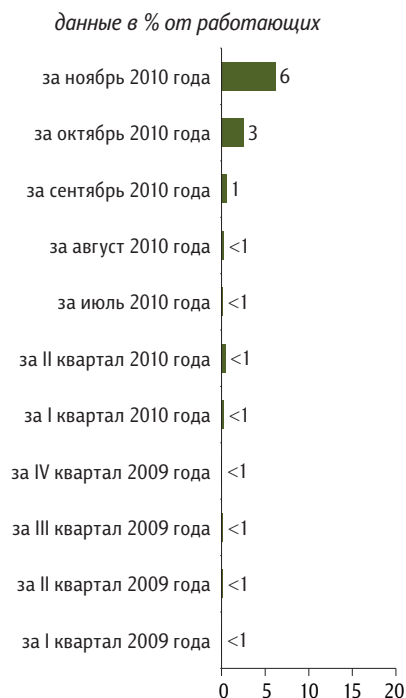 данные в % от работающих
за ноябрь 2010 года 6
за октябрь 2010 года 3
за сентябрь 2010 года 1
за август 2010 года <1
за июль 2010 года <1
за II квартал 2010 года <1
за I квартал 2010 года <1
за IV квартал 2009 года <1
за III квартал 2009 года <1
за II квартал 2009 года <1
за I квартал 2009 года <1
0 5 10 15 20